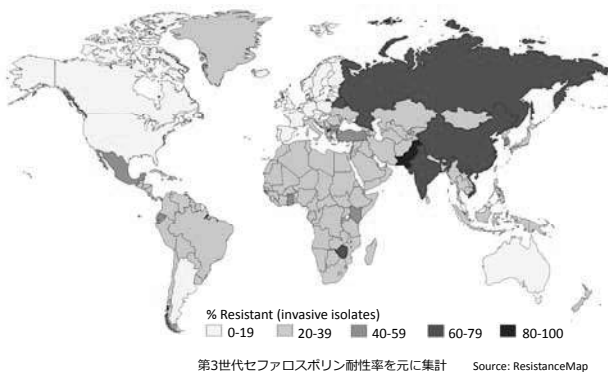 % Resistant (invasive isolates)
0-19 20-39 40-59 60-79 80-100
第3世代セファロスポリン耐性率を元に集計 Source: ResistanceMap